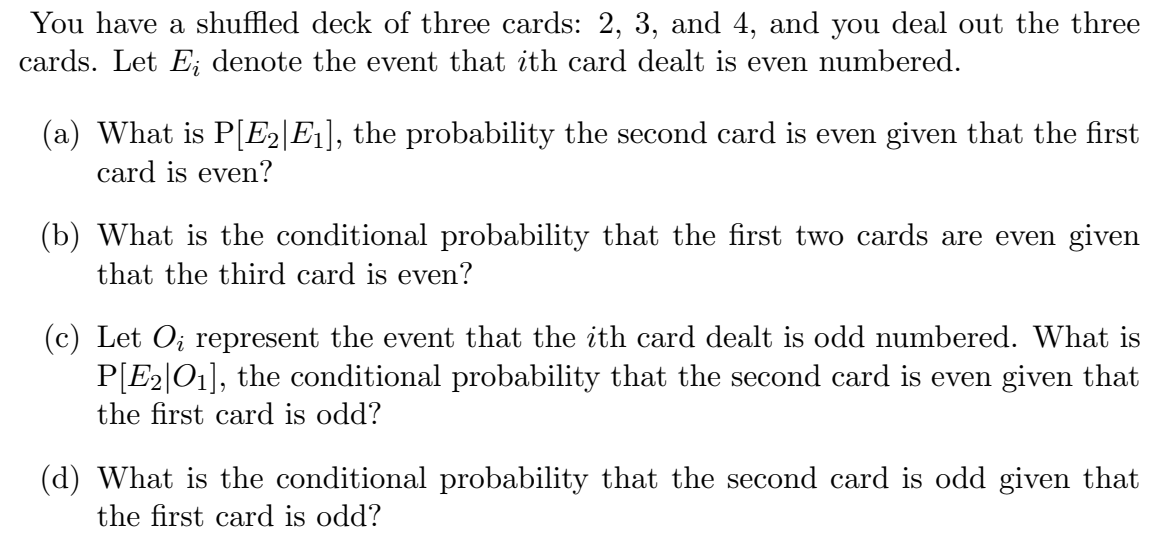 You have a shuffled deck of three cards: 2, 3, and 4, and you deal out the three
cards. Let E_i denote the event that ith card dealt is even numbered.
(a) What is P[E_2|E_1], the probability the second card is even given that the first
card is even?
(b) What is the conditional probability that the first two cards are even given
that the third card is even?
(c) Let O_i represent the event that the ith card dealt is odd numbered. What is
P[E_2|O_1], the conditional probability that the second card is even given that
the first card is odd?
(d) What is the conditional probability that the second card is odd given that
the first card is odd?